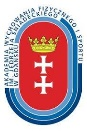 AKADEMIA WYCHOWANIA FIZYCZNEGO I SPORTU
IM. JĘDRZEJA ŚNIADECKIEGO
W GDAŃSKU